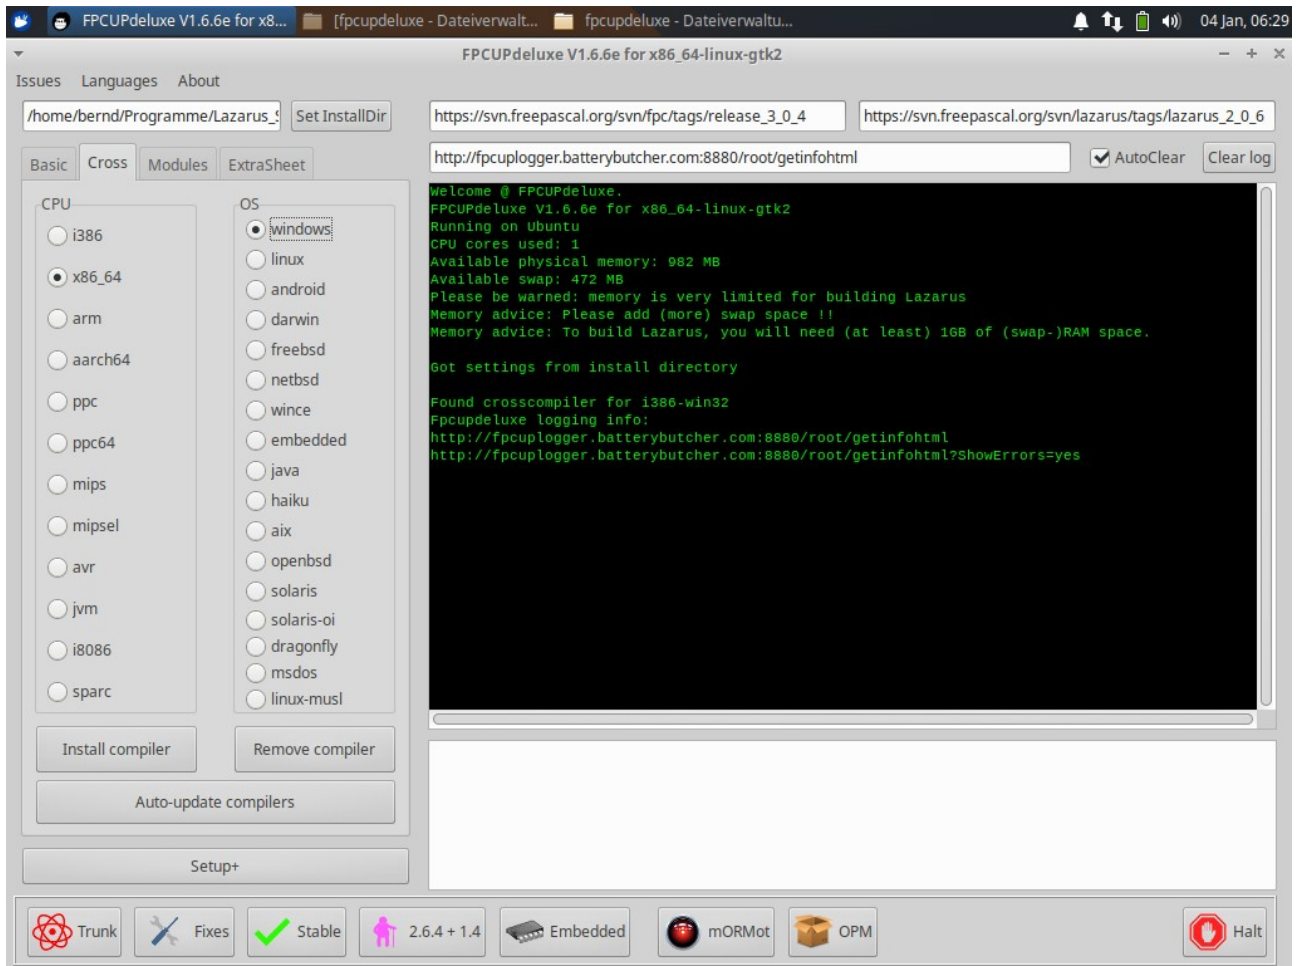 FPCUPdeluxe V1.6.6e for x8...
[fpcupdeluxe - Dateiverwalt...
fpcupdeluxe - Dateiverwaltu...
04 Jan, 06:29
FPCUPdeluxe V1.6.6e for x86_64-linux-gtk2
Issues Languages About
/home/bernd/Programme/Lazarus_S
Set InstallDir
https://svn.freepascal.org/svn/fpc/tags/release_3_0_4
https://svn.freepascal.org/svn/lazarus/tags/lazarus_2_0_6
Basic Cross Modules ExtraSheet
http://fpcuplogger.batterybutcher.com:8880/root/getinfohtml
AutoClear
Clear log
CPU
i386
x86_64
arm
aarch64
ppc
ppc64
mips
mipsel
avr
jvm
i8086
sparc
OS
windows
linux
android
darwin
freebsd
netbsd
wince
embedded
java
haiku
aix
openbsd
solaris
solaris-oi
dragonfly
msdos
linux-musl
Install compiler
Remove compiler
Auto-update compilers
Setup+
Welcome @ FPCUPdeluxe.
FPCUPdeluxe V1.6.6e for x86_64-linux-gtk2
Running on Ubuntu
CPU cores used: 1
Available physical memory: 982 MB
Available swap: 472 MB
Please be warned: memory is very limited for building Lazarus
Memory advice: Please add (more) swap space !!
Memory advice: To build Lazarus, you will need (at least) 1GB of (swap-)RAM space.
Got settings from install directory
Found crosscompiler for i386-win32
Fpcupdeluxe logging info:
http://fpcuplogger.batterybutcher.com:8880/root/getinfohtml
http://fpcuplogger.batterybutcher.com:8880/root/getinfohtml?ShowErrors=yes
Trunk
Fixes
Stable
2.6.4 + 1.4
Embedded
mORMot
OPM
Halt